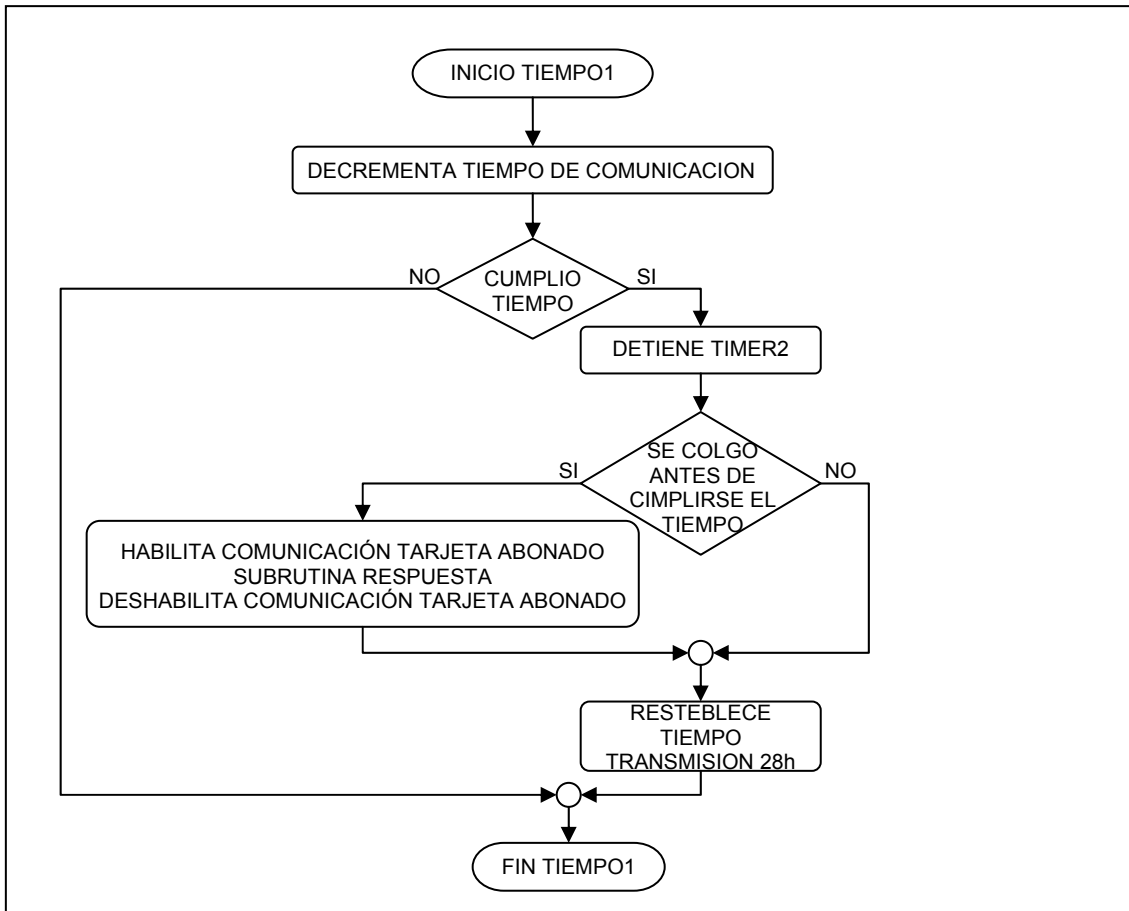 INICIO TIEMPO1
DECREMENTA TIEMPO DE COMUNICACION
NO
CUMPLIO
TIEMPO
SI
DETIENE TIMER2
SI
SE COLGO
ANTES DE
CIMPLIRSE EL
TIEMPO
NO
HABILITA COMUNICACIÓN TARJETA ABONADO
SUBRUTINA RESPUESTA
DESHABILITA COMUNICACIÓN TARJETA ABONADO
RESTEBLECE
TIEMPO
TRANSMISION 28h
FIN TIEMPO1